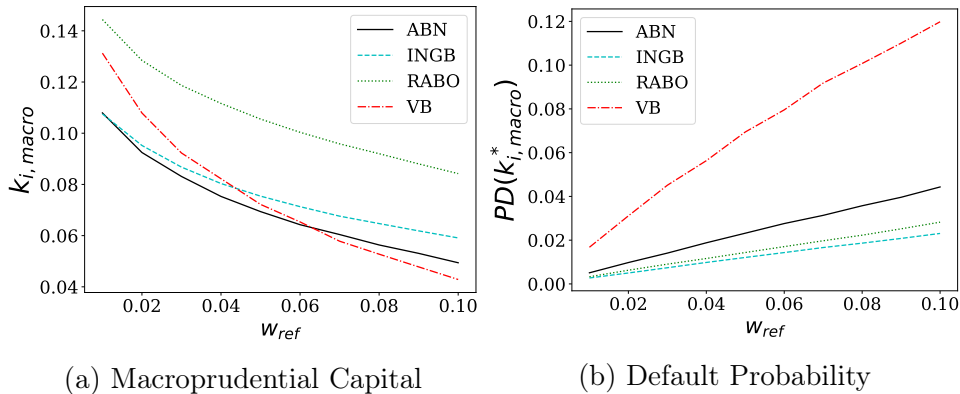 0.14
0.12
0.10
0.08
0.06
0.04
k_{i, macro}
0.02 0.04 0.06 0.08 0.10
w_{ref}
ABN
INGB
RABO
VB
(a) Macroprudential Capital
0.12
0.10
0.08
0.06
0.04
0.02
0.00
PD(k^*_{i, macro})
0.02 0.04 0.06 0.08 0.10
w_{ref}
ABN
INGB
RABO
VB
(b) Default Probability